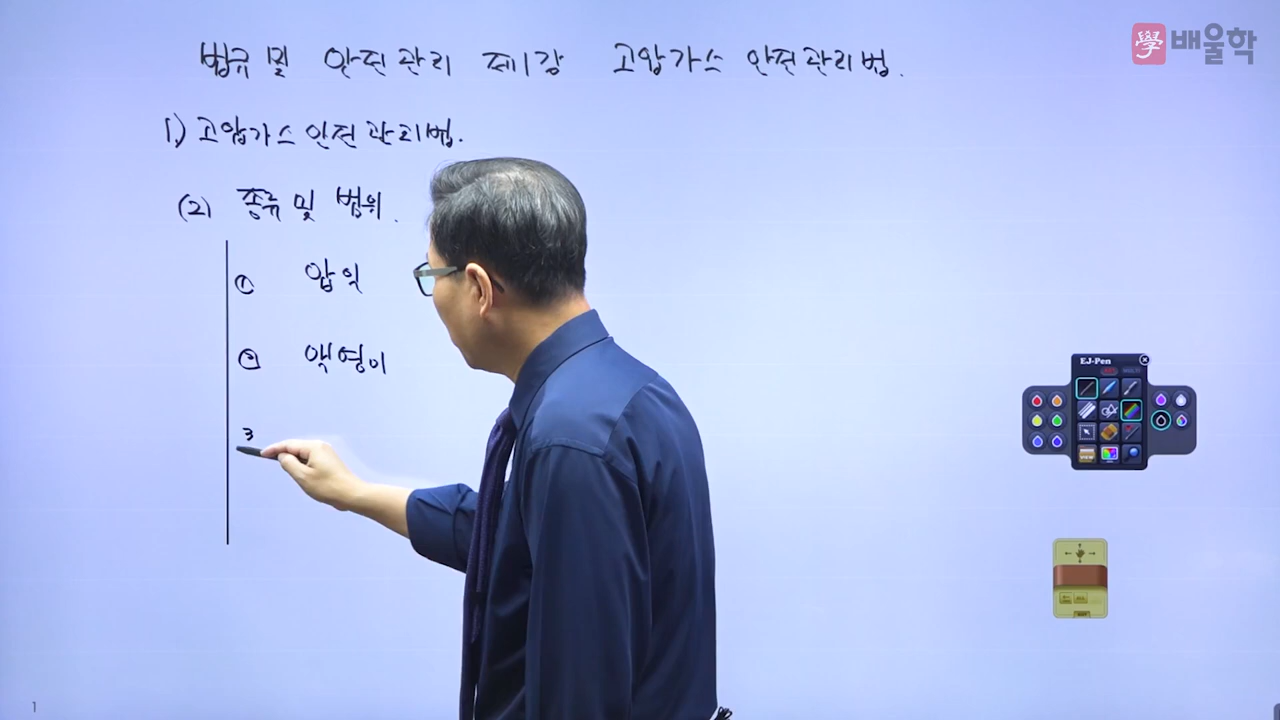 學 배울학
법규 및 안전관리 제1강 고압가스 안전관리법.
1.) 고압가스 안전관리법.
(2) 종류 및 범위.
① 압익
② 액영이
3
EJ-Pen
1